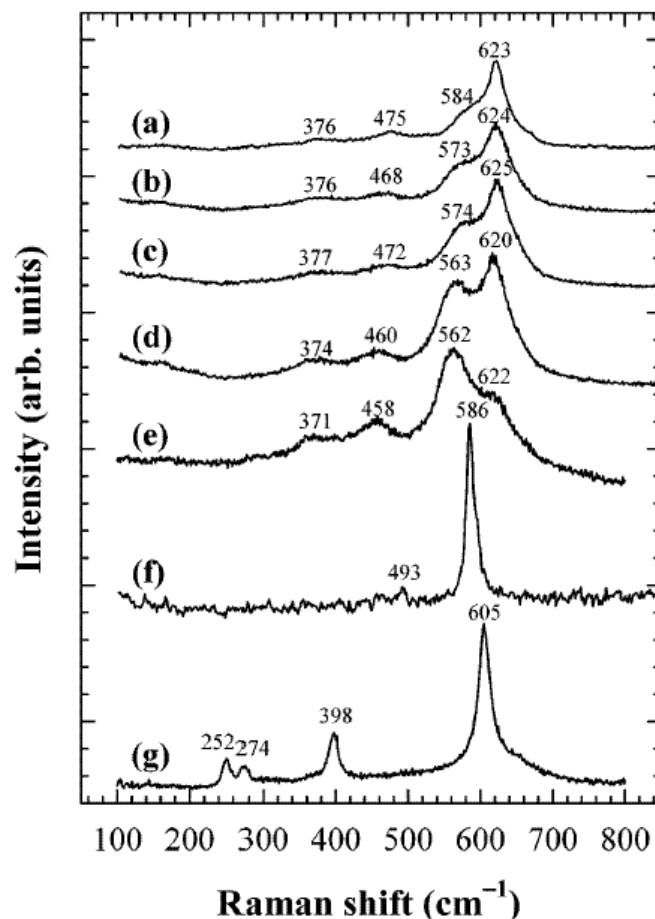 623
584
376 475 624
(a)
573
376 468 625
(b)
574
377 472 620
(c)
563
374 460 562
(d)
622
371 458 586
(e)
493
(f)
605
398
252 274
(g)
100 200 300 400 500 600 700 800
Raman shift (cm⁻¹)
Intensity (arb. units)